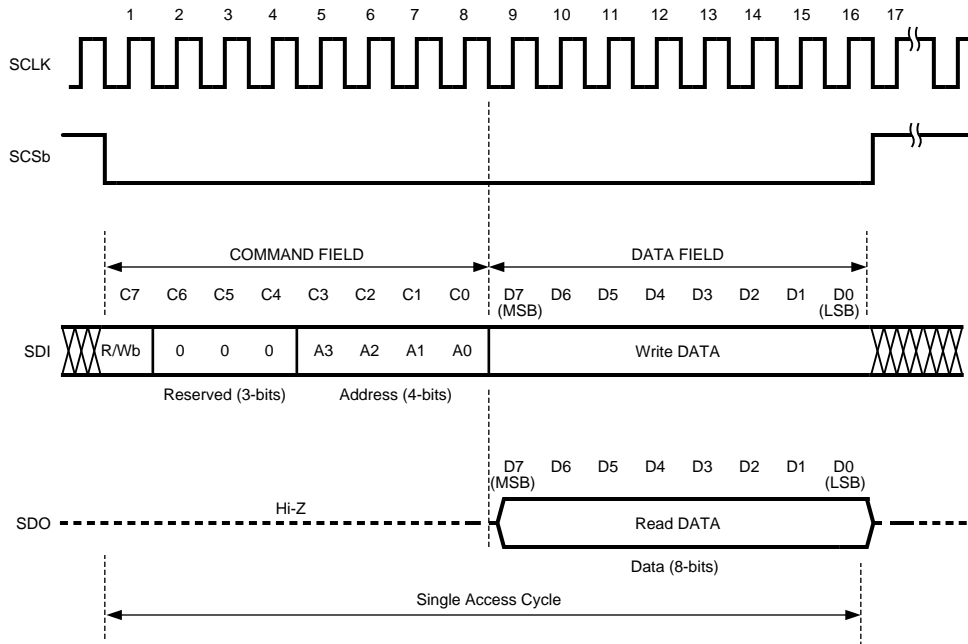 1 2 3 4 5 6 7 8 9 10 11 12 13 14 15 16 17
SCLK
SCSb
COMMAND FIELD DATA FIELD
C7 C6 C5 C4 C3 C2 C1 C0 D7 D6 D5 D4 D3 D2 D1 D0
(MSB) (LSB)
SDI R/Wb 0 0 0 A3 A2 A1 A0 Write DATA
Reserved (3-bits) Address (4-bits)
D7 D6 D5 D4 D3 D2 D1 D0
(MSB) (LSB)
Hi-Z
SDO Read DATA
Data (8-bits)
Single Access Cycle